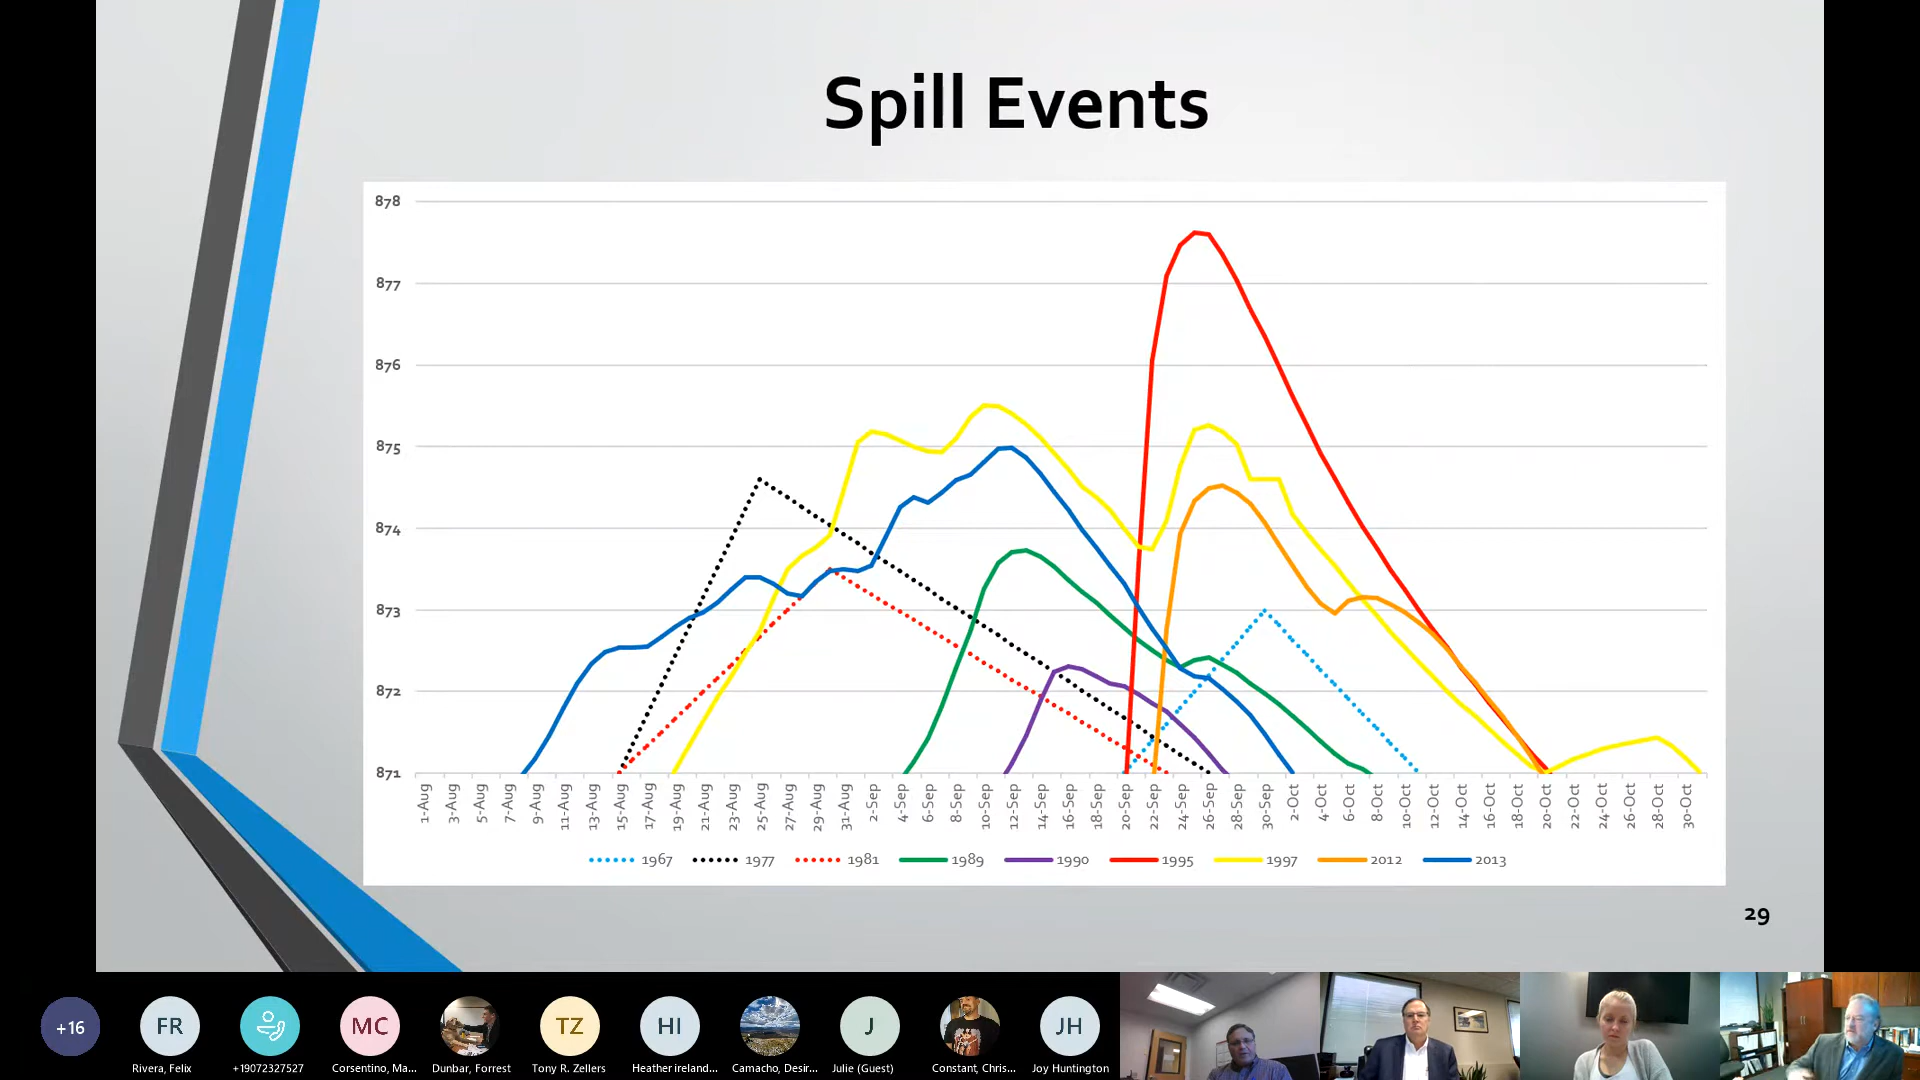 Spill Events
878
877
876
875
874
873
872
871
1-Aug 3-Aug 5-Aug 7-Aug 9-Aug 11-Aug 13-Aug 15-Aug 17-Aug 19-Aug 21-Aug 23-Aug 25-Aug 27-Aug 29-Aug 31-Aug 2-Sep 4-Sep 6-Sep 8-Sep 10-Sep 12-Sep 14-Sep 16-Sep 18-Sep 20-Sep 22-Sep 24-Sep 26-Sep 28-Sep 30-Sep 2-Oct 4-Oct 6-Oct 8-Oct 10-Oct 12-Oct 14-Oct 16-Oct 18-Oct 20-Oct 22-Oct 24-Oct 26-Oct 28-Oct 30-Oct
1967 1977 1981 1989 1990 1995 1997 2012 2013
29
+16 FR MC TZ HI J JH
Rivera, Felix +19072327527 Corsentino, Ma... Dunbar, Forrest Tony R. Zellers Heather ireland... Camacho, Desir... Julie (Guest) Constant, Chris... Joy Huntington